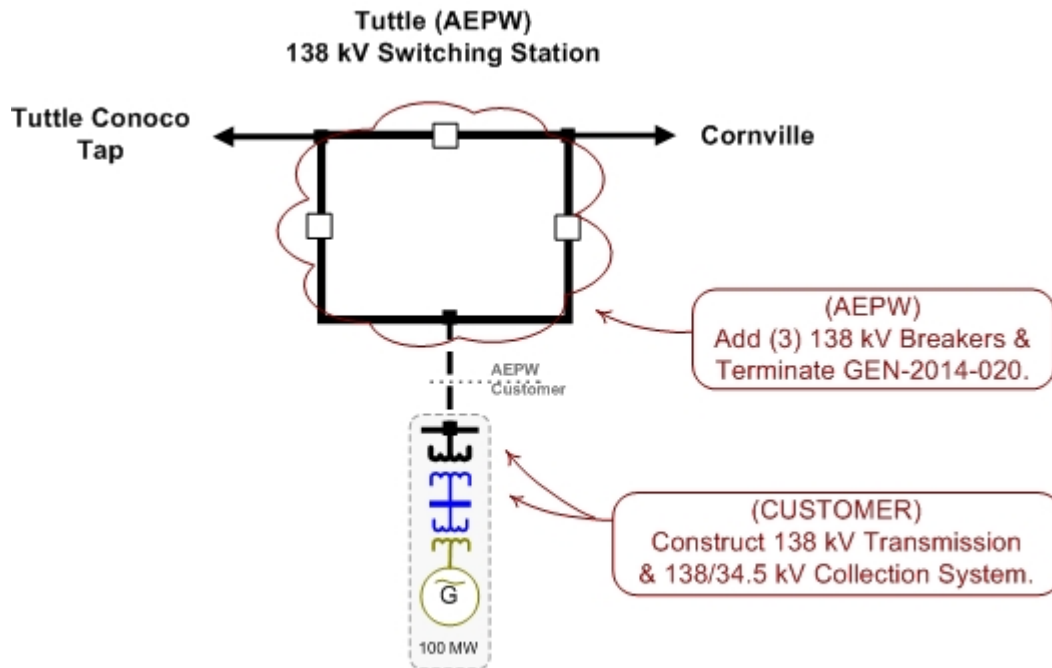 Tuttle (AEPW)
138 kV Switching Station
Tuttle Conoco
Tap
Cornville
(AEPW)
Add (3) 138 kV Breakers &
Terminate GEN-2014-020.
AEPW
Customer
(CUSTOMER)
Construct 138 kV Transmission
& 138/34.5 kV Collection System.
G
100 MW